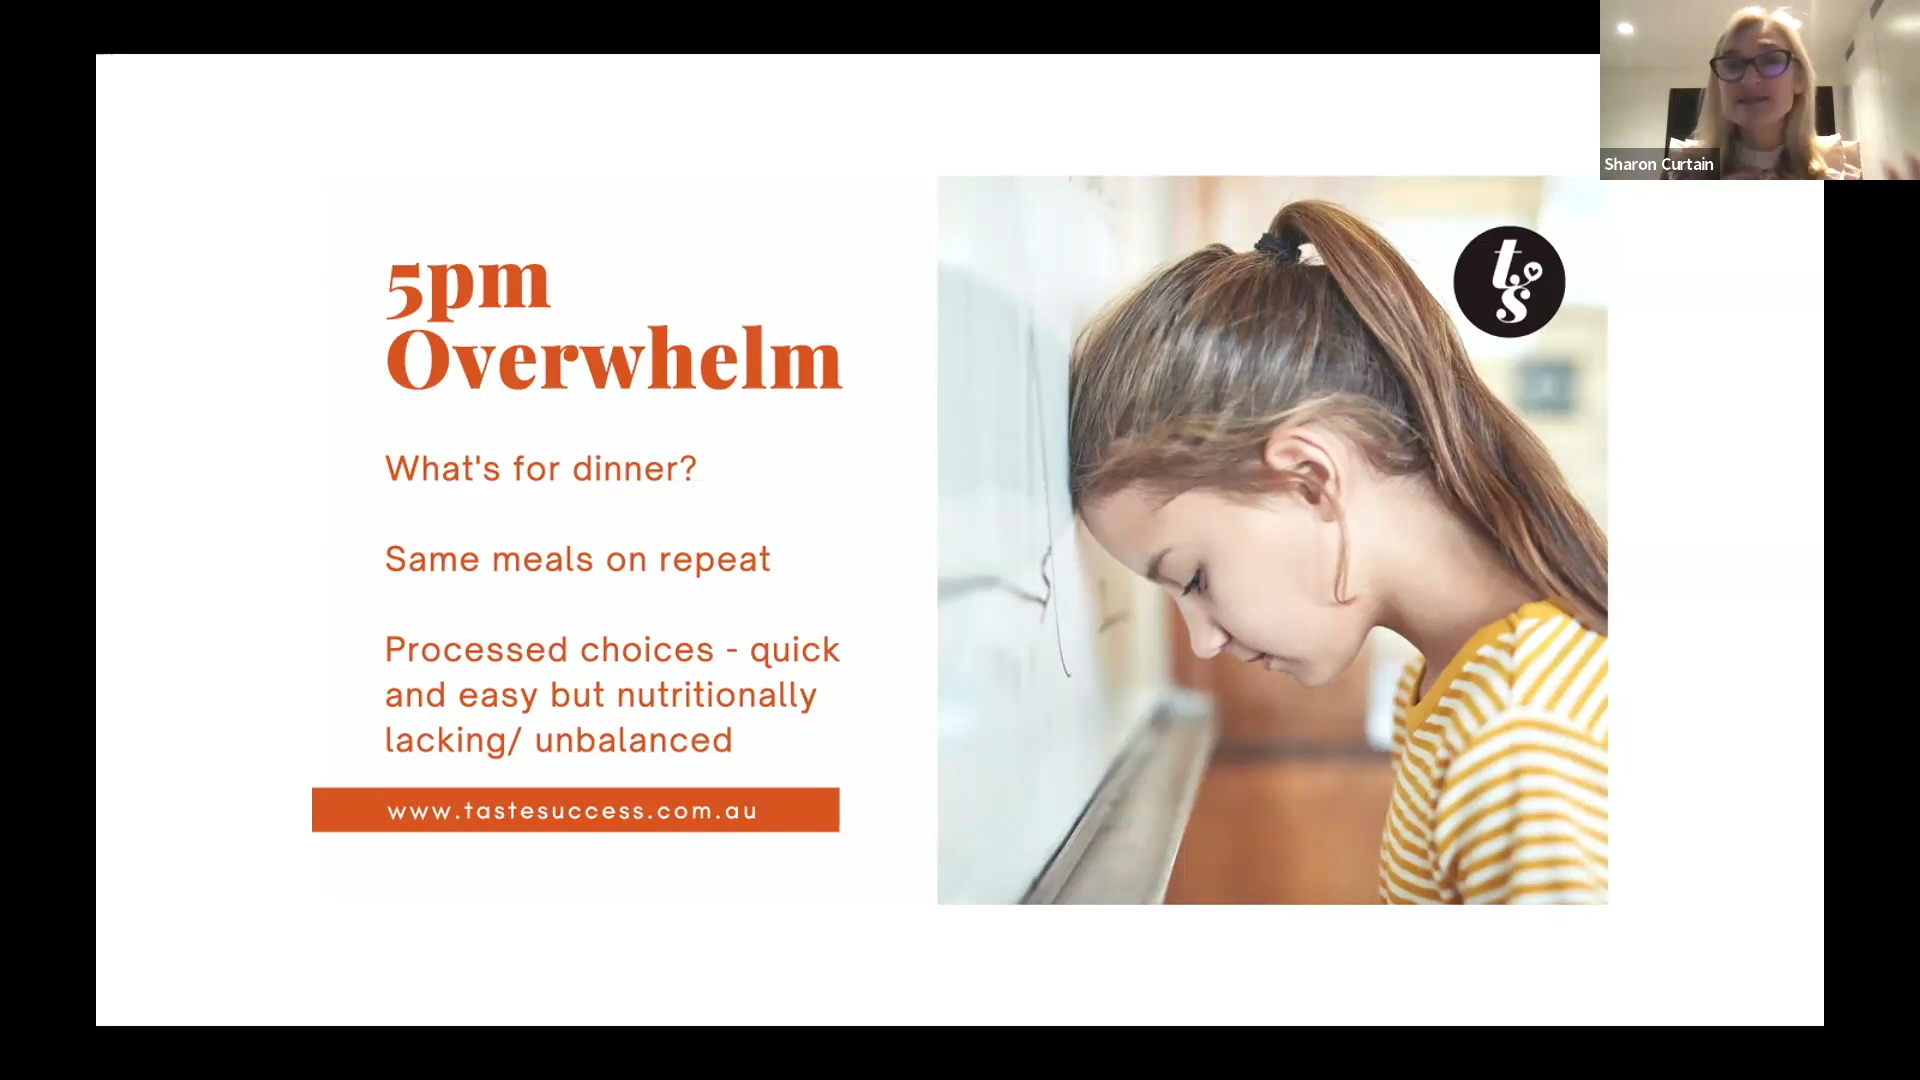 Sharon Curtain
5pm
Overwhelm
What's for dinner?
Same meals on repeat
Processed choices - quick
and easy but nutritionally
lacking/ unbalanced
www.tastesuccess.com.au
t
s